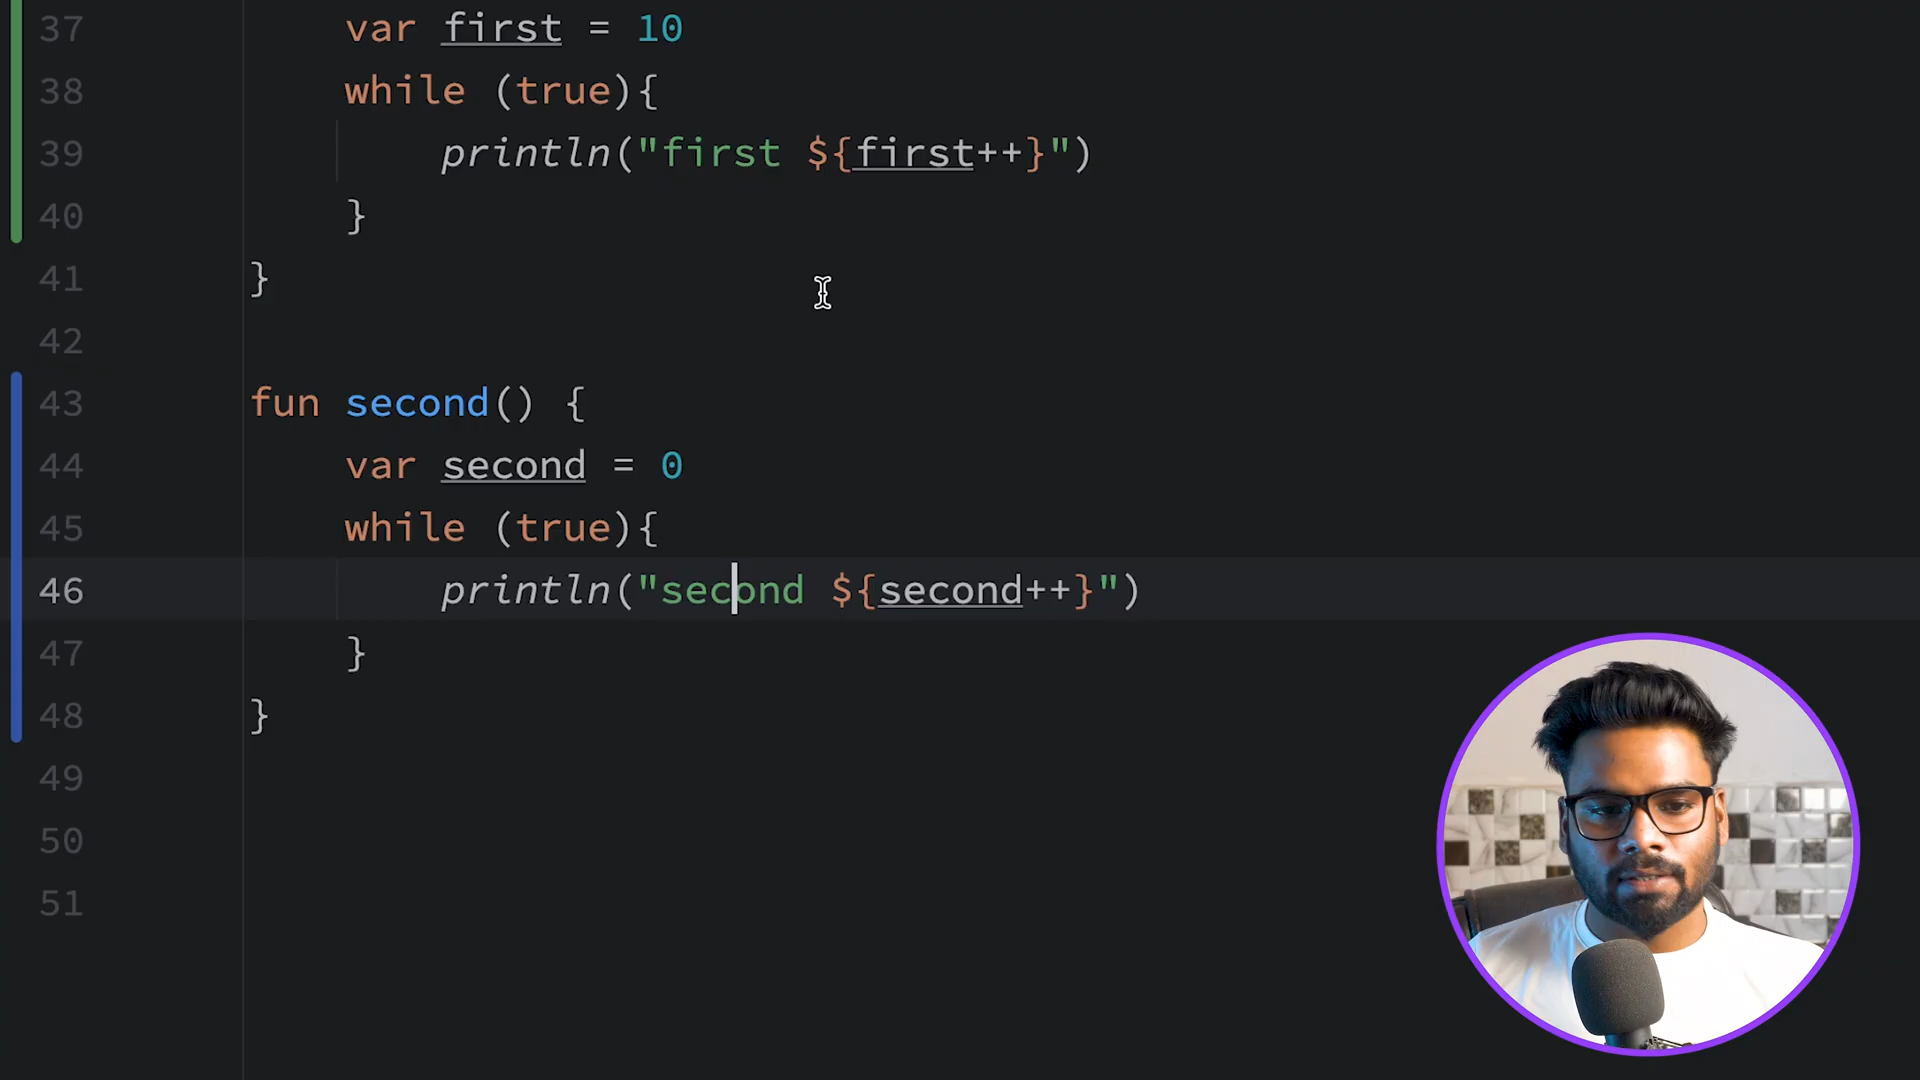 37 var first = 10
38 while (true){
39 println("first ${first++}")
40 }
41 }
42
43 fun second() {
44 var second = 0
45 while (true){
46 println("second ${second++}")
47 }
48 }
49
50
51